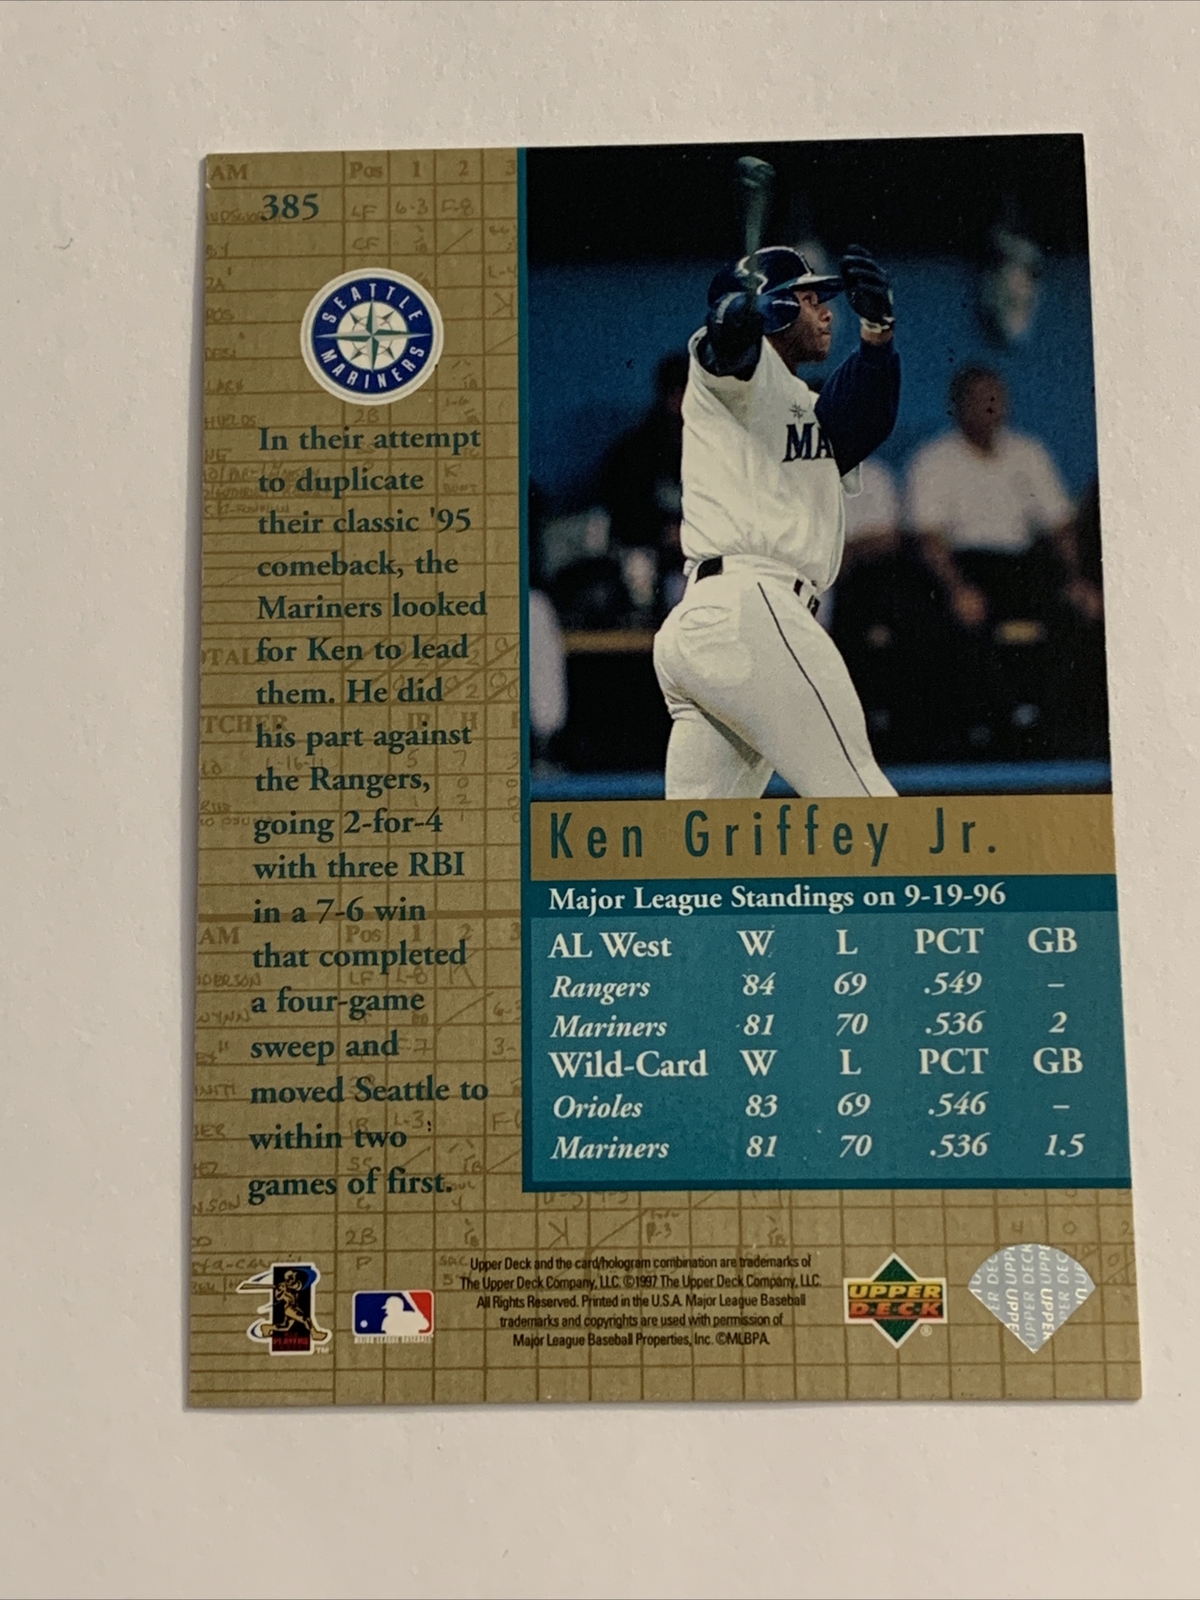 385
SEATTLE
MARINERS
In their attempt
to duplicate
their classic '95
comeback, the
Mariners looked
for Ken to lead
them. He did
his part against
the Rangers,
going 2-for-4
with three RBI
in a 7-6 win
that completed
a four-game
sweep and
moved Seattle to
within two
games of first.
MA
Ken Griffey Jr.
Major League Standings on 9-19-96
AL West W L PCT GB
Rangers 84 69 .549 –
Mariners 81 70 .536 2
Wild-Card W L PCT GB
Orioles 83 69 .546 –
Mariners 81 70 .536 1.5
Upper Deck and the card/hologram combination are trademarks of
The Upper Deck Company, LLC. ©1997 The Upper Deck Company, LLC.
All Rights Reserved. Printed in the U.S.A. Major League Baseball
trademarks and copyrights are used with permission of
Major League Baseball Properties, Inc. ©MLBPA.
PLAYERS
UPPER
DECK
UPPER DECK